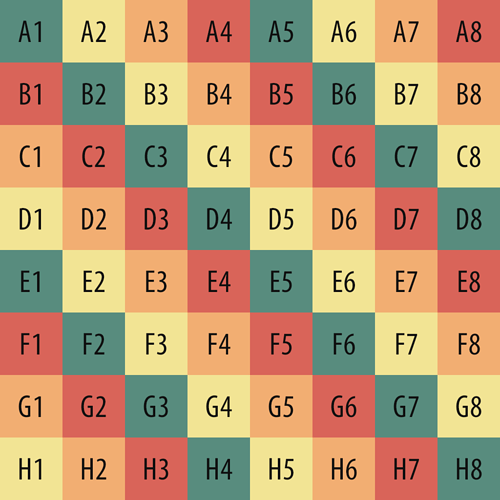 A1 A2 A3 A4 A5 A6 A7 A8
B1 B2 B3 B4 B5 B6 B7 B8
C1 C2 C3 C4 C5 C6 C7 C8
D1 D2 D3 D4 D5 D6 D7 D8
E1 E2 E3 E4 E5 E6 E7 E8
F1 F2 F3 F4 F5 F6 F7 F8
G1 G2 G3 G4 G5 G6 G7 G8
H1 H2 H3 H4 H5 H6 H7 H8